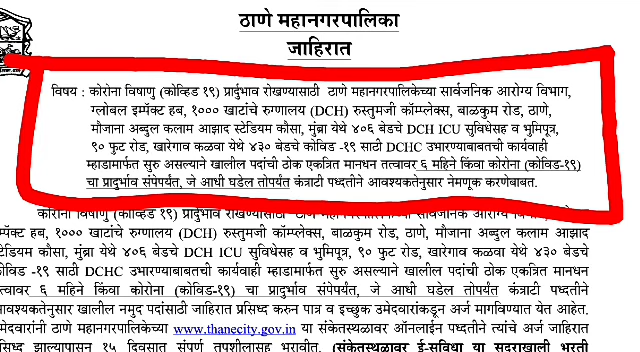 ठाणे महानगरपालिका
जाहिरात
विषय : कोरोना विषाणु (कोव्हिड १९) प्रार्दुभाव रोखण्यासाठी ठाणे महानगरपालिकेच्या सार्वजनिक आरोग्य विभाग,
ग्लोबल इम्पॅक्ट हब, १००० खाटांचे रुग्णालय (DCH) रुस्तुमजी कॉम्प्लेक्स, बाळकुम रोड, ठाणे,
मौजाना अब्दुल कलाम आझाद स्टेडियम कौसा, मुंब्रा येथे ४०६ बेडचे DCH ICU सुविधेसह व भुमिपूत्र,
९० फुट रोड, खारेगाव कळवा येथे ४३० बेडचे कोव्हिड -१९ साठी DCHC उभारण्याबाबतची कार्यवाही
म्हाडामार्फत सुरु असल्याने खालील पदांची ठोक एकत्रित मानधन तत्वावर ६ महिने किंवा कोरोना (कोविड-१९)
चा प्रादुर्भाव संपेपर्यंत, जे आधी घडेल तोपर्यंत कंत्राटी पध्दतीने आवश्यकतेनुसार नेमणूक करणेबाबत.
कोरोना विषाणु (कोव्हिड १९) प्रार्दुभाव रोखण्यासाठी ठाणे महानगरपालिकेच्या सार्वजनिक आरोग्य विभाग,
इम्पॅक्ट हब, १००० खाटांचे रुग्णालय (DCH) रुस्तुमजी कॉम्प्लेक्स, बाळकुम रोड, ठाणे, मौजाना अब्दुल कलाम आझाद
स्टेडियम कौसा, मुंब्रा येथे ४०६ बेडचे DCH ICU सुविधेसह व भुमिपूत्र, ९० फुट रोड, खारेगाव कळवा येथे ४३० बेडचे
कोव्हिड -१९ साठी DCHC उभारण्याबाबतची कार्यवाही म्हाडामार्फत सुरु असल्याने खालील पदांची ठोक एकत्रित मानधन
तत्वावर ६ महिने किंवा कोरोना (कोविड-१९) चा प्रादुर्भाव संपेपर्यंत, जे आधी घडेल तोपर्यंत कंत्राटी पध्दतीने
आवश्यकतेनुसार खालील नमुद पदांसाठी जाहिरात प्रसिध्द करुन पात्र व इच्छुक उमेदवारांकडून अर्ज मागविण्यात येत आहेत.
उमेदवारांनी ठाणे महानगरपालिकेच्या www.thanecity.gov.in या संकेतस्थळावर ऑनलाईन पध्दतीने त्यांचे अर्ज जाहिरात
प्रसिध्द झाल्यापासून १५ दिवसात संपूर्ण तपशीलासह भरावीत. (संकेतस्थळावर ई-सुविधा या सदराखाली भरती